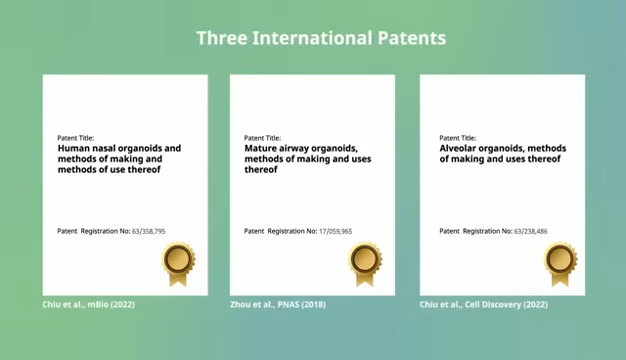 Three International Patents
Patent Title:
Human nasal organoids and
methods of making and
methods of use thereof
Patent Registration No: 63/358,795
Chiu et al., mBio (2022)
Patent Title:
Mature airway organoids,
methods of making and uses
thereof
Patent Registration No: 17/059,965
Zhou et al., PNAS (2018)
Patent Title:
Alveolar organoids, methods
of making and uses thereof
Patent Registration No: 63/238,486
Chiu et al., Cell Discovery (2022)